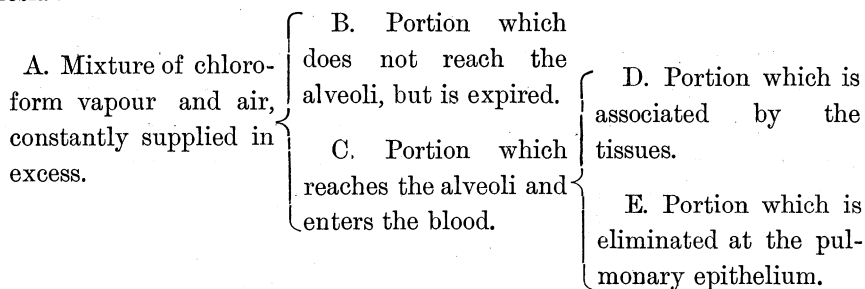 A. Mixture of chloro-
form vapour and air,
constantly supplied in
excess.
B. Portion which
does not reach the
alveoli, but is expired.
C. Portion which
reaches the alveoli and
enters the blood.
D. Portion which is
associated by the
tissues.
E. Portion which is
eliminated at the pul-
monary epithelium.